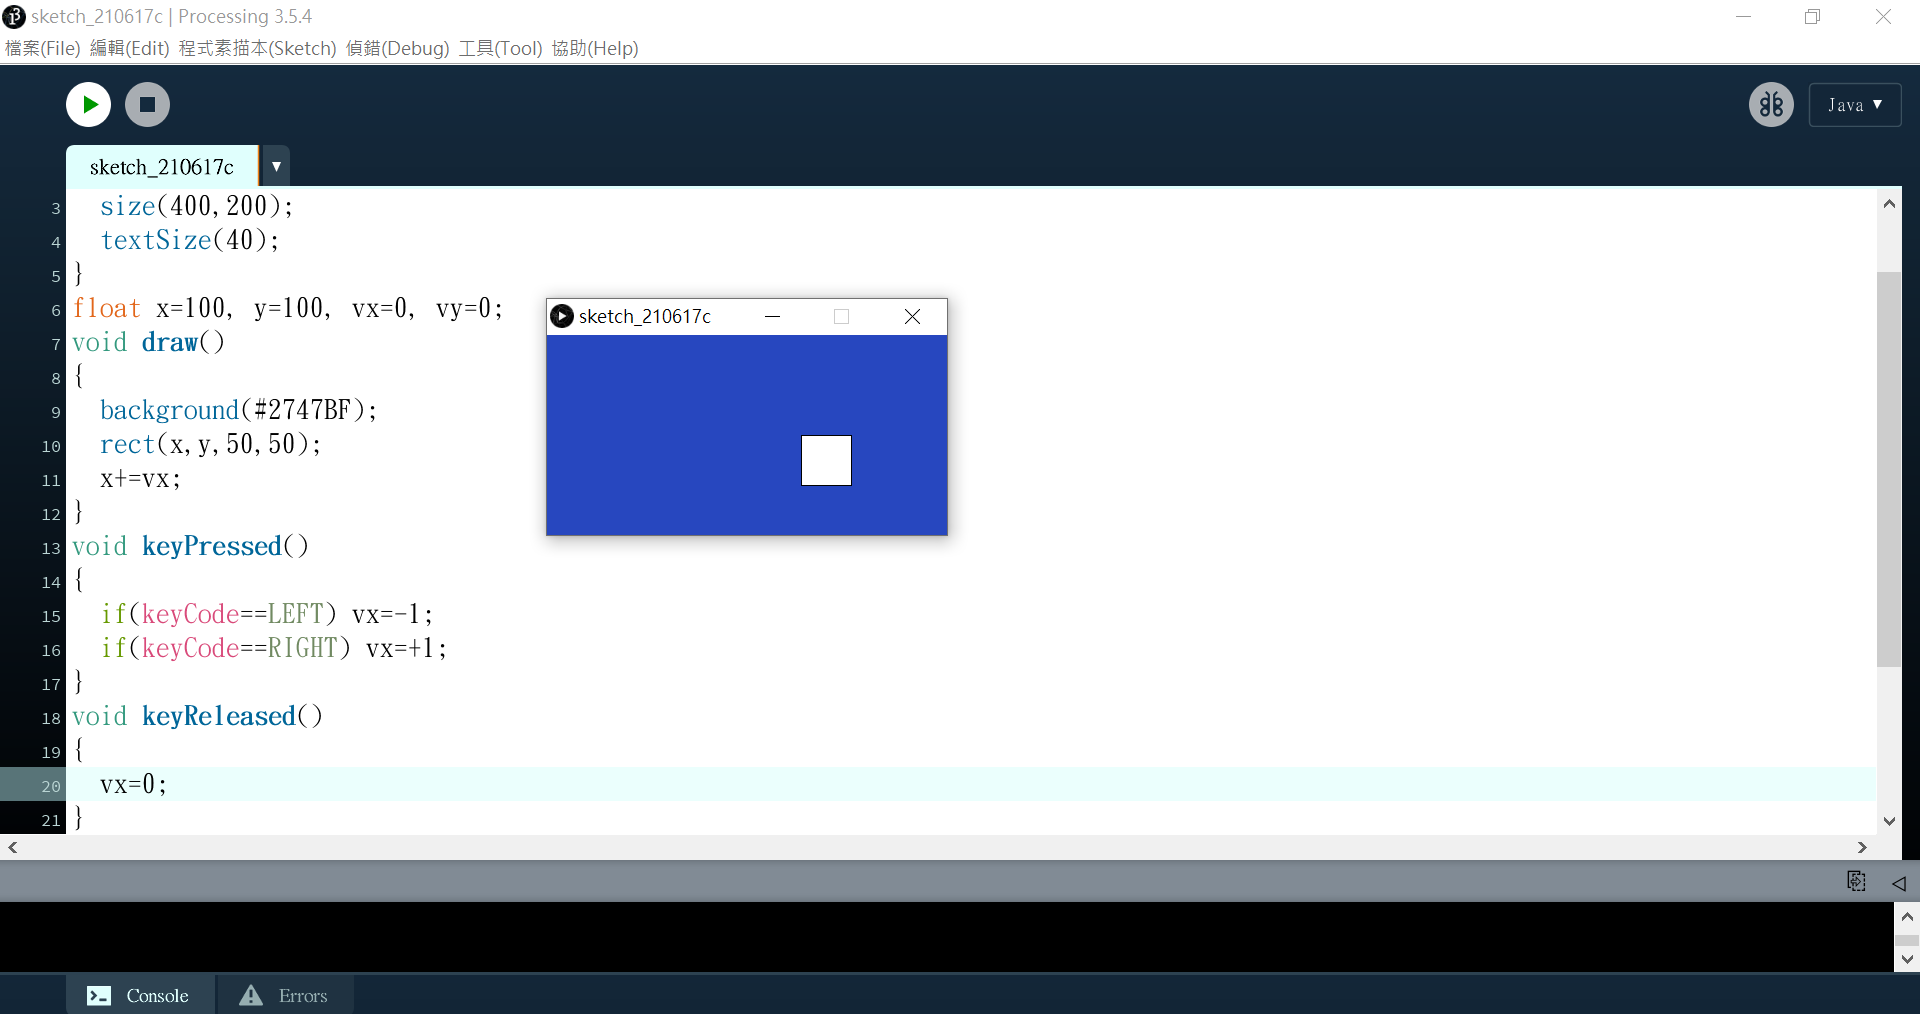 sketch_210617c | Processing 3.5.4
檔案(File) 編輯(Edit) 程式素描本(Sketch) 偵錯(Debug) 工具(Tool) 協助(Help)
Java ▼
sketch_210617c ▼
3 size(400,200);
4 textSize(40);
5 }
6 float x=100, y=100, vx=0, vy=0;
7 void draw()
8 {
9 background(#2747BF);
10 rect(x,y,50,50);
11 x+=vx;
12 }
13 void keyPressed()
14 {
15 if(keyCode==LEFT) vx=-1;
16 if(keyCode==RIGHT) vx=+1;
17 }
18 void keyReleased()
19 {
20 vx=0;
21 }
sketch_210617c
Console Errors